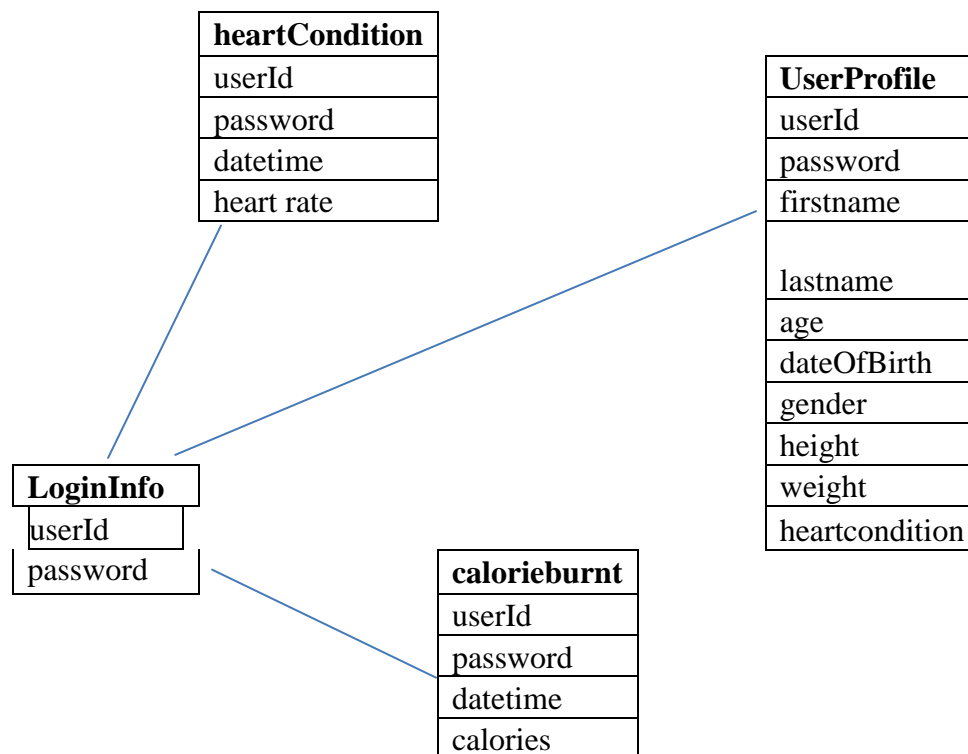 heartCondition
userId
password
datetime
heart rate
UserProfile
userId
password
firstname
lastname
age
dateOfBirth
gender
height
weight
heartcondition
LoginInfo
userId
password
calorieburnt
userId
password
datetime
calories